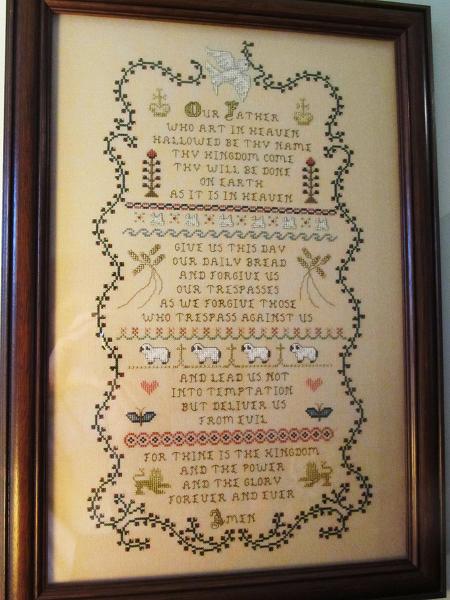 OUR FATHER
WHO ART IN HEAVEN
HALLOWED BE THY NAME
THY KINGDOM COME
THY WILL BE DONE
ON EARTH
AS IT IS IN HEAVEN
GIVE US THIS DAY
OUR DAILY BREAD
AND FORGIVE US
OUR TRESPASSES
AS WE FORGIVE THOSE
WHO TRESPASS AGAINST US
AND LEAD US NOT
INTO TEMPTATION
BUT DELIVER US
FROM EVIL
FOR THINE IS THE KINGDOM
AND THE POWER
AND THE GLORY
FOREVER AND EVER
AMEN